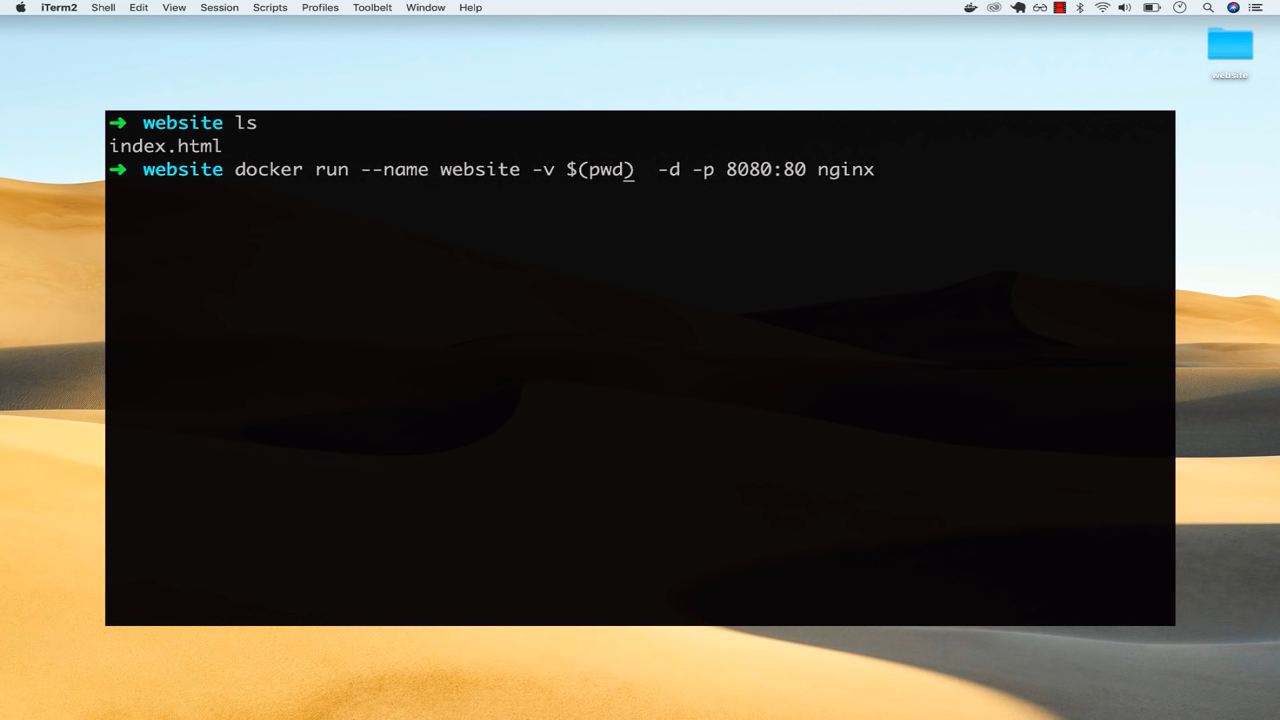 iTerm2 Shell Edit View Session Scripts Profiles Toolbelt Window Help
website
➜ website ls
index.html
➜ website docker run --name website -v $(pwd)  -d -p 8080:80 nginx